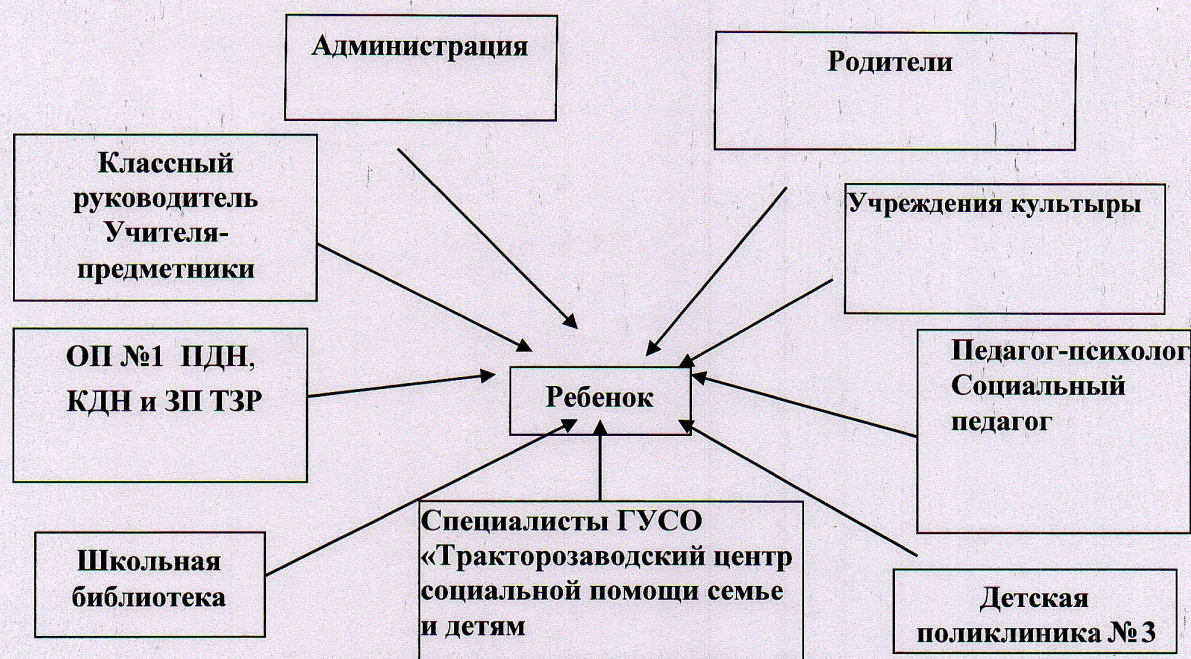 Администрация
Родители
Классный
руководитель
Учителя-
предметники
Учреждения культыры
ОП №1 ПДН,
КДН и ЗП ТЗР
Ребенок
Педагог-психолог
Социальный
педагог
Школьная
библиотека
Специалисты ГУСО
«Тракторозаводский центр
социальной помощи семье
и детям
Детская
поликлиника №3